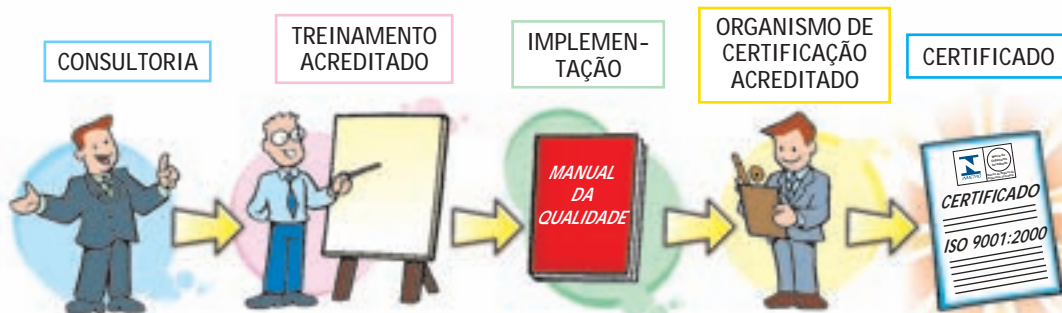 CONSULTORIA
TREINAMENTO
ACREDITADO
IMPLEMEN-
TAÇÃO
ORGANISMO DE
CERTIFICAÇÃO
ACREDITADO
CERTIFICADO
MANUAL
DA
QUALIDADE
CERTIFICADO
ISO 9001:2000